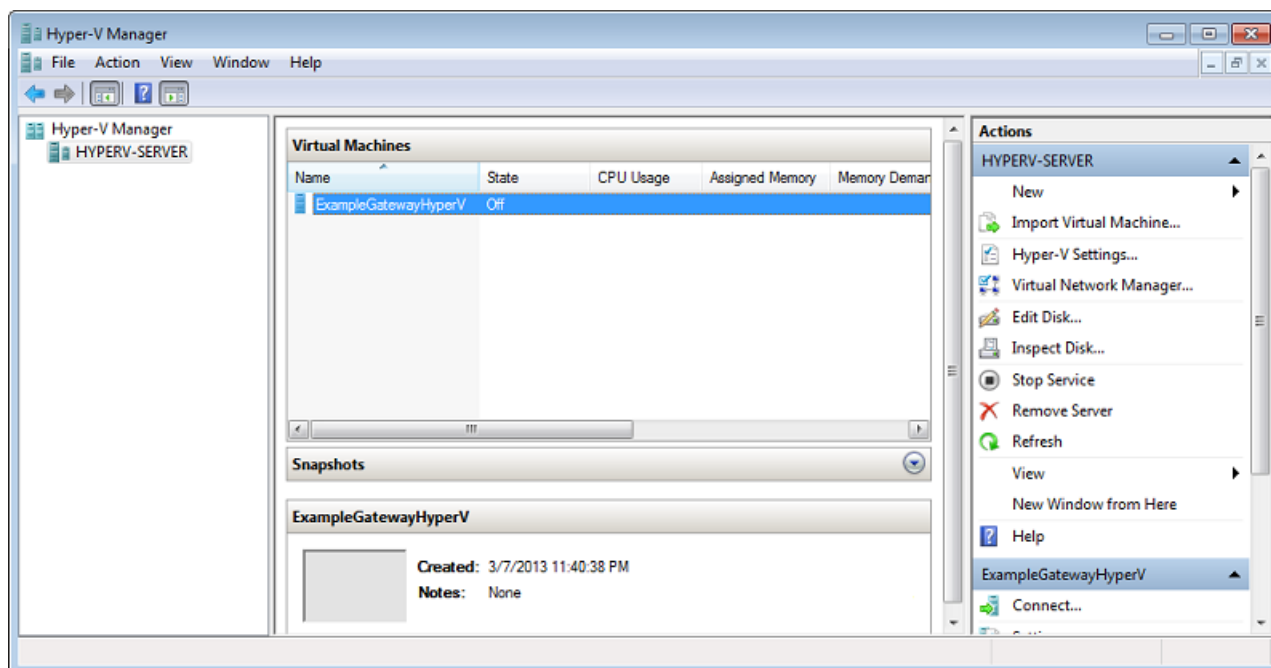 Hyper-V Manager
File Action View Window Help
Hyper-V Manager
HYPERV-SERVER
Virtual Machines
Name State CPU Usage Assigned Memory Memory Deman
ExampleGatewayHyperV Off
Snapshots
ExampleGatewayHyperV
Created: 3/7/2013 11:40:38 PM
Notes: None
Actions
HYPERV-SERVER
New
Import Virtual Machine...
Hyper-V Settings...
Virtual Network Manager...
Edit Disk...
Inspect Disk...
Stop Service
Remove Server
Refresh
View
New Window from Here
Help
ExampleGatewayHyperV
Connect...